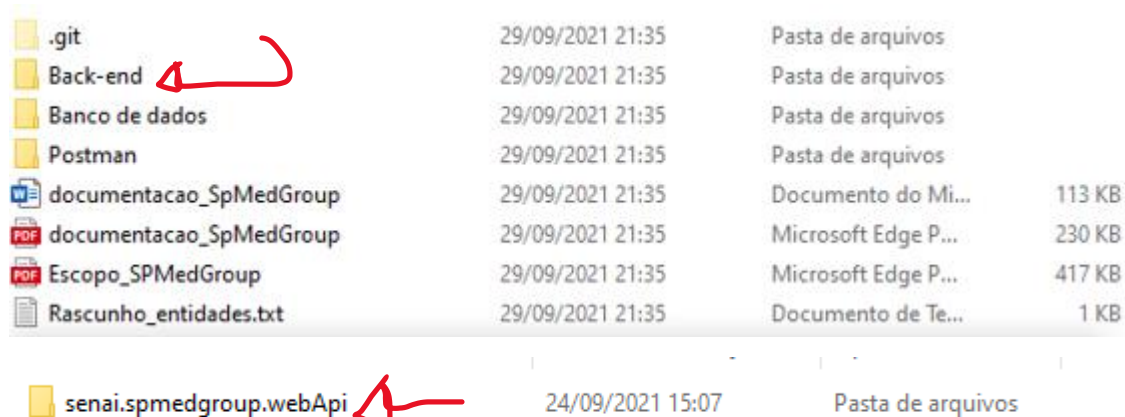 .git 29/09/2021 21:35 Pasta de arquivos
Back-end 29/09/2021 21:35 Pasta de arquivos
Banco de dados 29/09/2021 21:35 Pasta de arquivos
Postman 29/09/2021 21:35 Pasta de arquivos
documentacao_SpMedGroup 29/09/2021 21:35 Documento do Mi... 113 KB
PDF documentacao_SpMedGroup 29/09/2021 21:35 Microsoft Edge P... 230 KB
PDF Escopo_SPMedGroup 29/09/2021 21:35 Microsoft Edge P... 417 KB
Rascunho_entidades.txt 29/09/2021 21:35 Documento de Te... 1 KB
senai.spmedgroup.webApi 24/09/2021 15:07 Pasta de arquivos